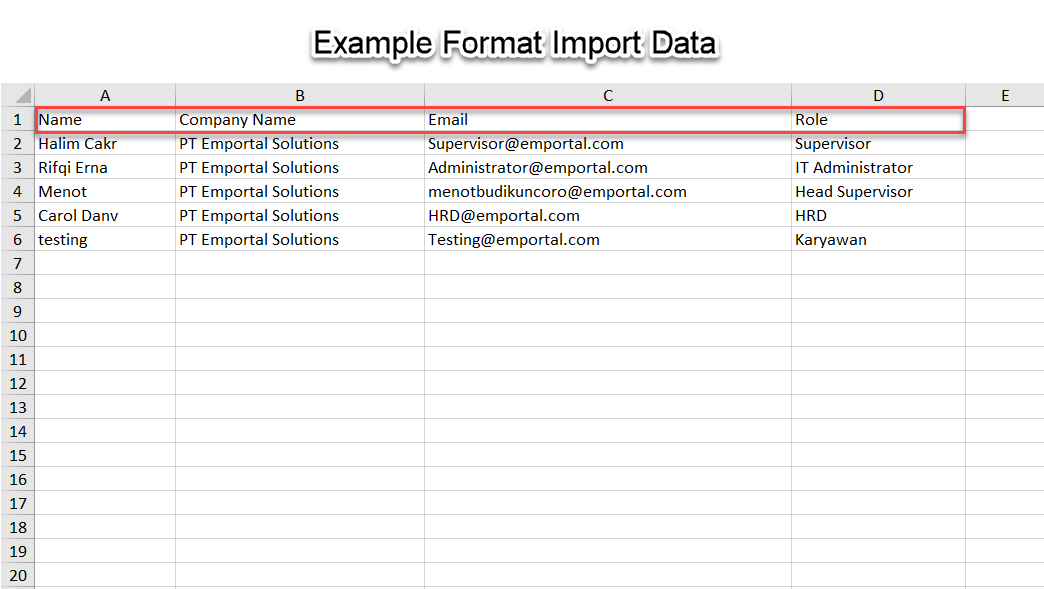 Example Format Import Data
A B C D E
1 Name Company Name Email Role
2 Halim Cakr PT Emportal Solutions Supervisor@emportal.com Supervisor
3 Rifqi Erna PT Emportal Solutions Administrator@emportal.com IT Administrator
4 Menot PT Emportal Solutions menotbudikuncoro@emportal.com Head Supervisor
5 Carol Danv PT Emportal Solutions HRD@emportal.com HRD
6 testing PT Emportal Solutions Testing@emportal.com Karyawan
7
8
9
10
11
12
13
14
15
16
17
18
19
20